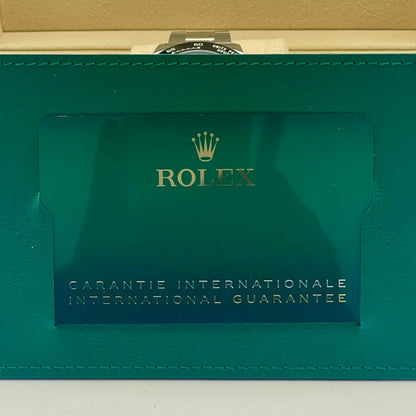 ROLEX
GARANTIE INTERNATIONALE
INTERNATIONAL GUARANTEE